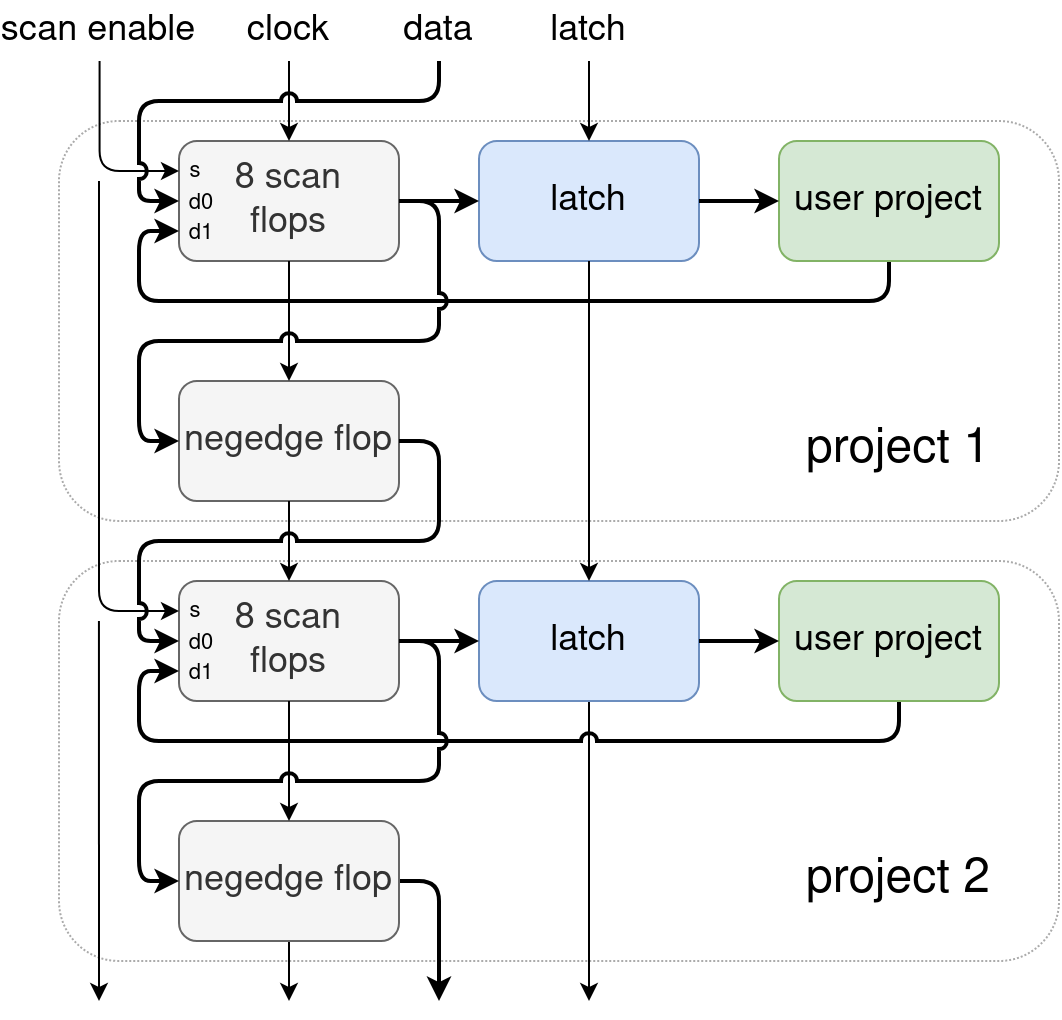 scan enable clock data latch
s
d0
d1
8 scan
flops
latch
user project
negedge flop
project 1
s
d0
d1
8 scan
flops
latch
user project
negedge flop
project 2